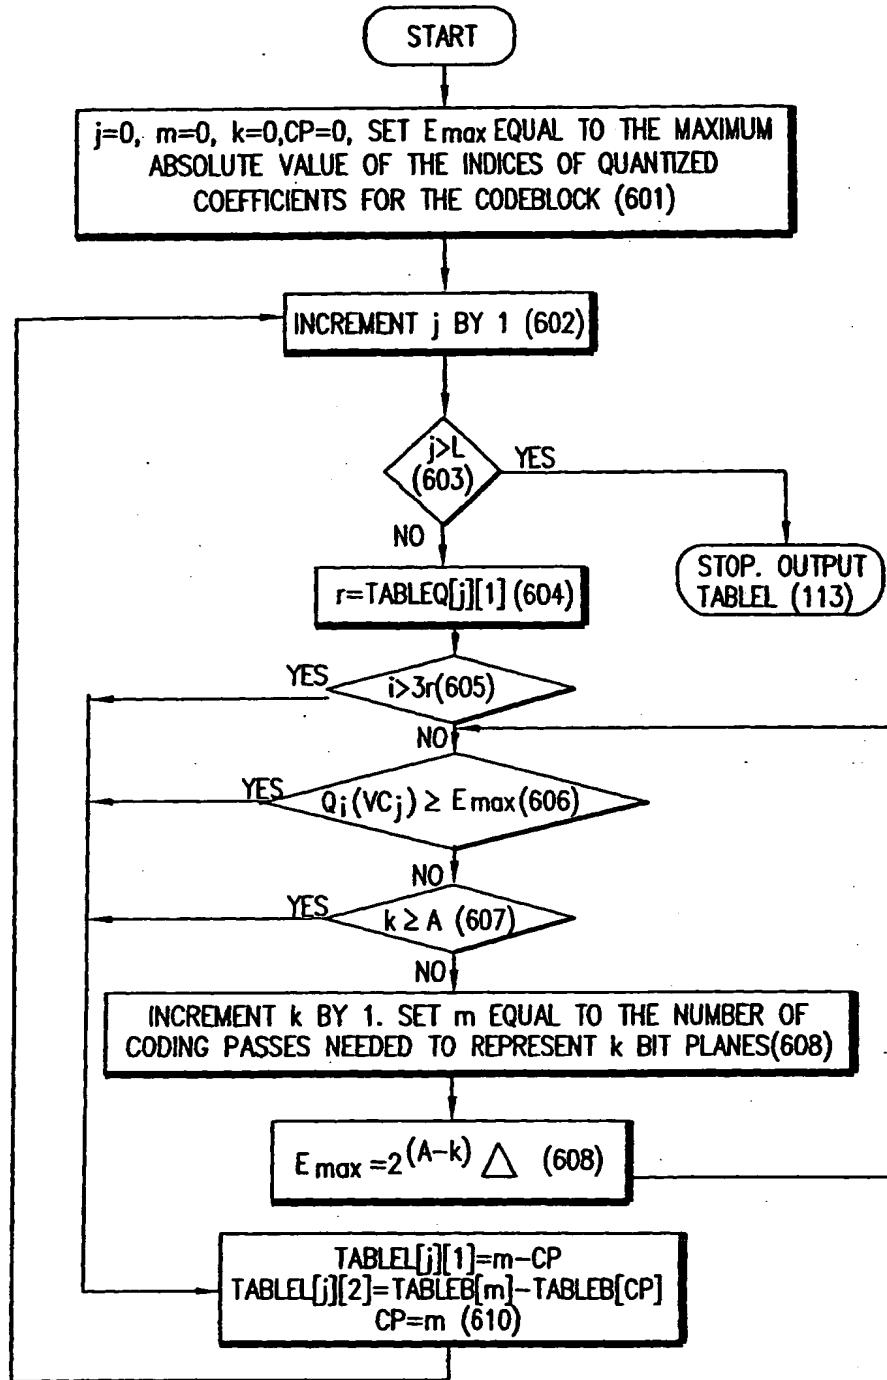 START
j=0, m=0, k=0,CP=0, SET Emax EQUAL TO THE MAXIMUM
ABSOLUTE VALUE OF THE INDICES OF QUANTIZED
COEFFICIENTS FOR THE CODEBLOCK (601)
INCREMENT j BY 1 (602)
j>L
(603)
YES
NO
STOP. OUTPUT
TABLEL (113)
r=TABLEQ[j][1] (604)
YES
i>3r(605)
NO
YES
Qi(VCj) ≥ Emax(606)
NO
YES
k ≥ A (607)
NO
INCREMENT k BY 1. SET m EQUAL TO THE NUMBER OF
CODING PASSES NEEDED TO REPRESENT k BIT PLANES(608)
Emax=2^(A-k) △ (608)
TABLEL[j][1]=m-CP
TABLEL[j][2]=TABLEB[m]-TABLEB[CP]
CP=m (610)